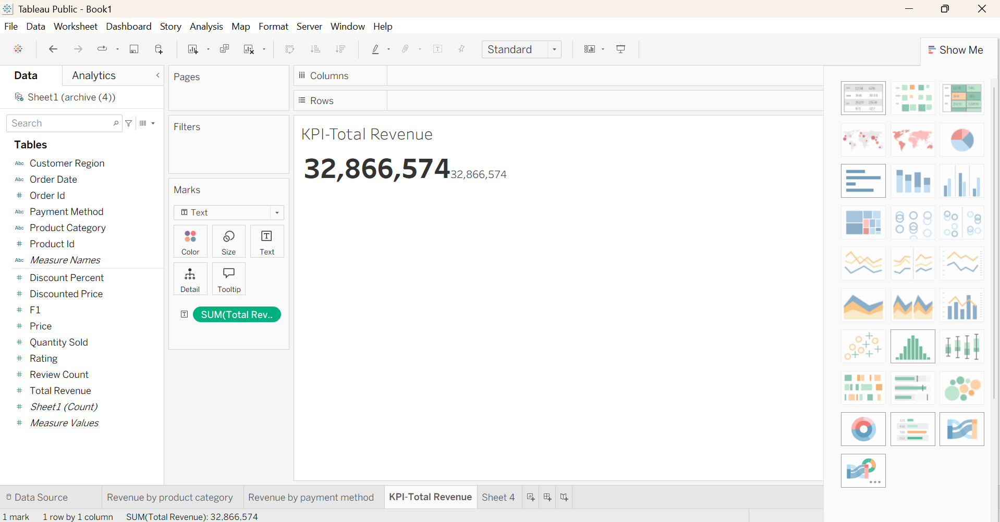 Tableau Public - Book1
File Data Worksheet Dashboard Story Analysis Map Format Server Window Help
Standard
Show Me
Data
Analytics
Sheet1 (archive (4))
Search
Tables
Abc Customer Region
Abc Order Date
# Order Id
Abc Payment Method
Abc Product Category
# Product Id
Abc Measure Names
# Discount Percent
# Discounted Price
# F1
# Price
# Quantity Sold
# Rating
# Review Count
# Total Revenue
# Sheet1 (Count)
# Measure Values
Pages
Filters
Marks
T Text
Color
Size
Text
Detail
Tooltip
SUM(Total Rev..
Columns
Rows
KPI-Total Revenue
32,866,57432,866,574
Data Source
Revenue by product category
Revenue by payment method
KPI-Total Revenue
Sheet 4
1 mark 1 row by 1 column SUM(Total Revenue): 32,866,574